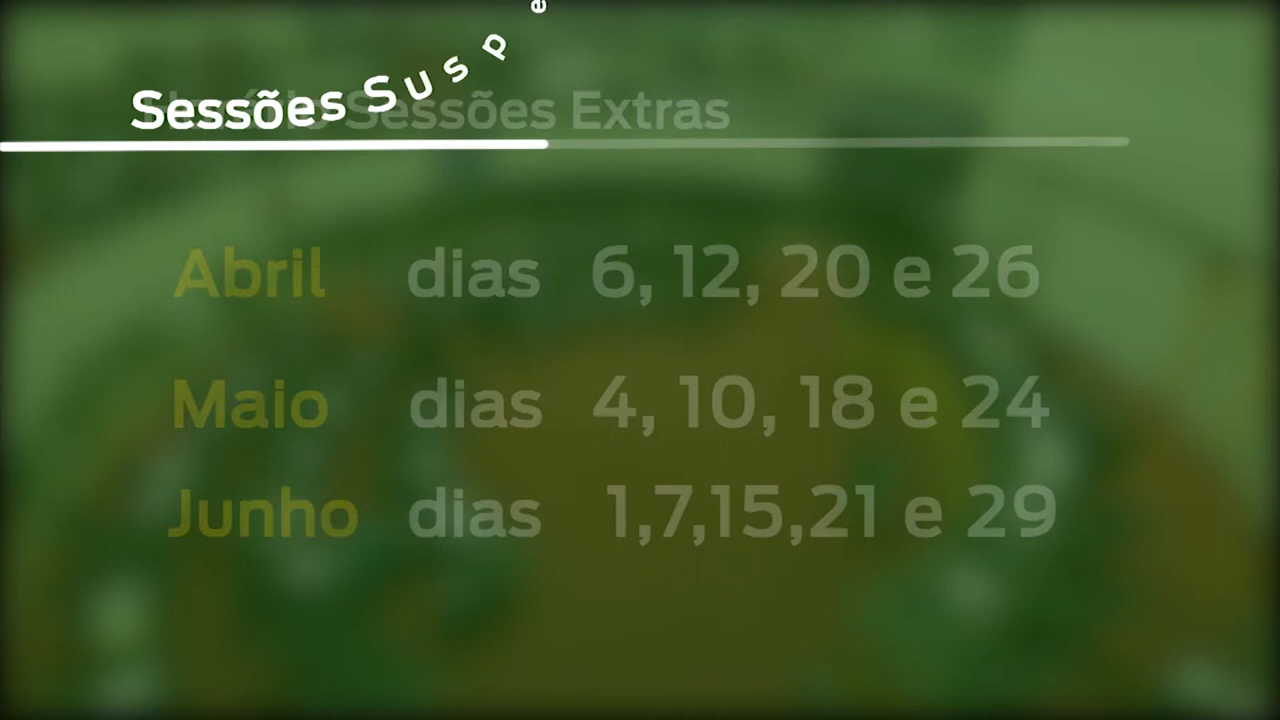 Sessões Suspe
Sessões Extras
Abril dias 6, 12, 20 e 26
Maio dias 4, 10, 18 e 24
Junho dias 1,7,15,21 e 29